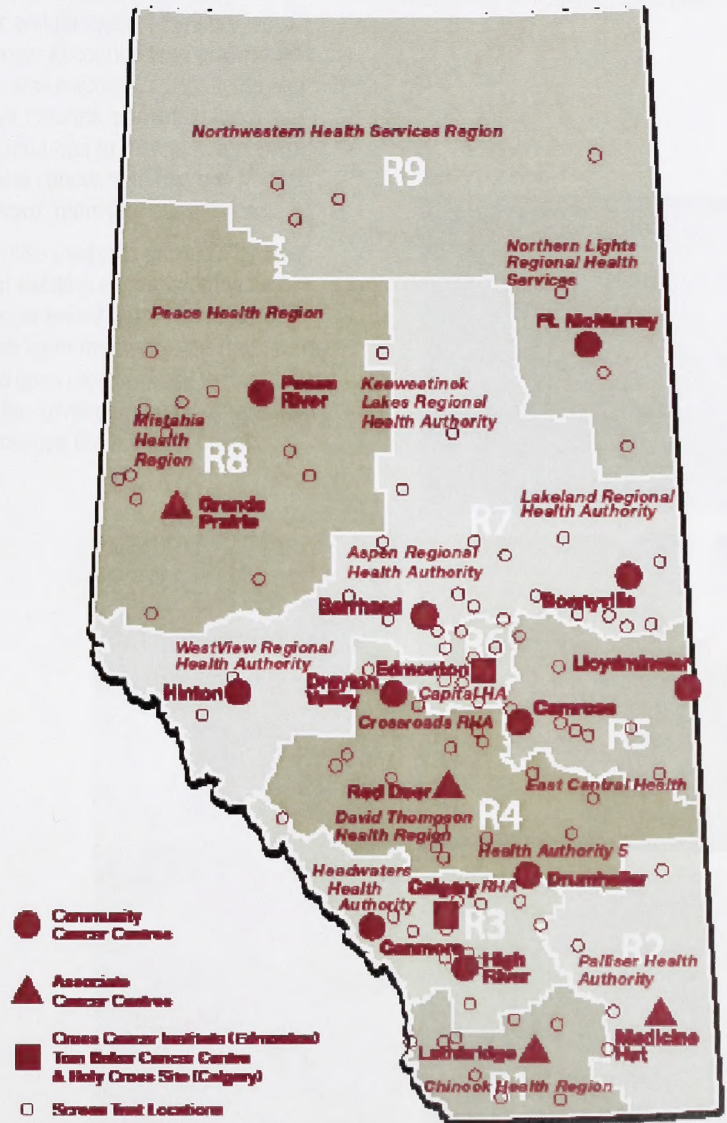 Northwestern Health Services Region
R9
Northern Lights
Regional Health
Services
Ft. McMurray
Peace Health Region
Peace
River
Keeweetinok
Lakes Regional
Health Authority
Mistahia
Health
Region
R8
Grande
Prairie
Lakeland Regional
Health Authority
R7
Aspen Regional
Health Authority
Bonnyville
Barrhead
R6
WestView Regional
Health Authority
Edmonton
Lloydminster
Hinton
Drayton
Valley
Capital HA
Camrose
Crossroads RHA
R5
Red Deer
East Central Health
R4
David Thompson
Health Region
Health Authority 5
Headwaters
Health
Authority
Calgary
RHA
Drumheller
R3
R2
Canmore
High
River
Palliser Health
Authority
Medicine
Hat
Lethbridge
Chinook Health Region
R1
Community
Cancer Centres
Associate
Cancer Centres
Cross Cancer Institute (Edmonton)
Tom Baker Cancer Centre
& Holy Cross Site (Calgary)
Screen Test Locations